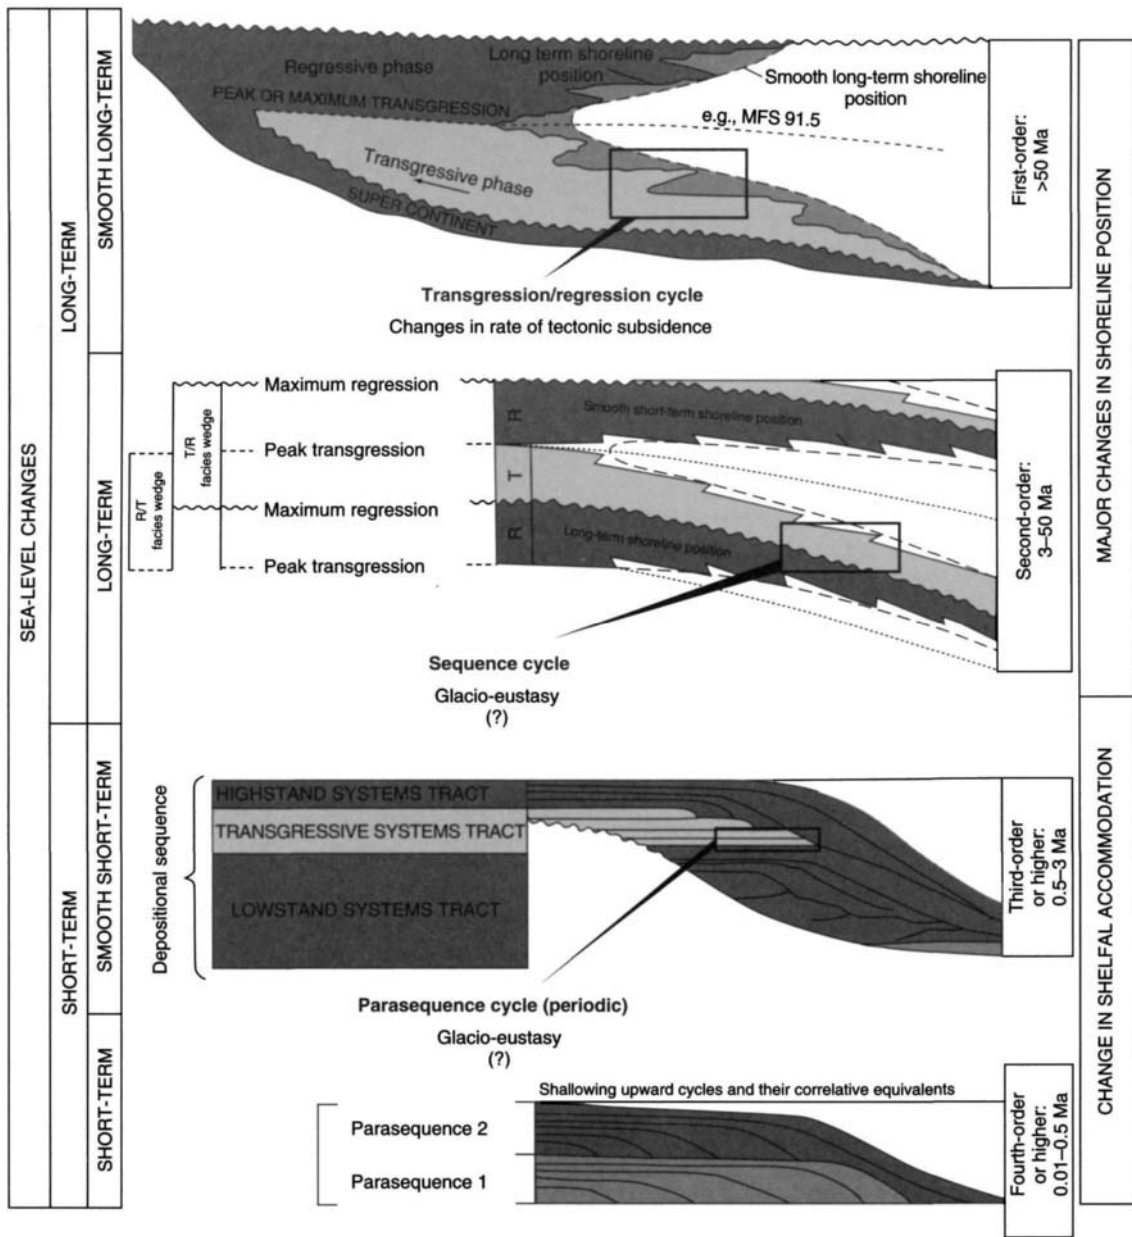 SEA-LEVEL CHANGES
LONG-TERM
SMOOTH LONG-TERM
Regressive phase
Long term shoreline
position
Smooth long-term shoreline
position
PEAK OR MAXIMUM TRANSGRESSION
e.g., MFS 91.5
Transgressive phase
SUPER CONTINENT
First-order:
>50 Ma
Transgression/regression cycle
Changes in rate of tectonic subsidence
MAJOR CHANGES IN SHORELINE POSITION
LONG-TERM
R/T
facies wedge
T/R
facies wedge
Maximum regression
Peak transgression
Maximum regression
Peak transgression
R
T
R
Smooth short-term shoreline position
Long-term shoreline position
Second-order:
3–50 Ma
Sequence cycle
Glacio-eustasy
(?)
SHORT-TERM
SMOOTH SHORT-TERM
Depositional sequence
HIGHSTAND SYSTEMS TRACT
TRANSGRESSIVE SYSTEMS TRACT
LOWSTAND SYSTEMS TRACT
Third-order
or higher:
0.5–3 Ma
Parasequence cycle (periodic)
Glacio-eustasy
(?)
CHANGE IN SHELFAL ACCOMMODATION
SHORT-TERM
Shallowing upward cycles and their correlative equivalents
Parasequence 2
Parasequence 1
Fourth-order
or higher:
0.01–0.5 Ma